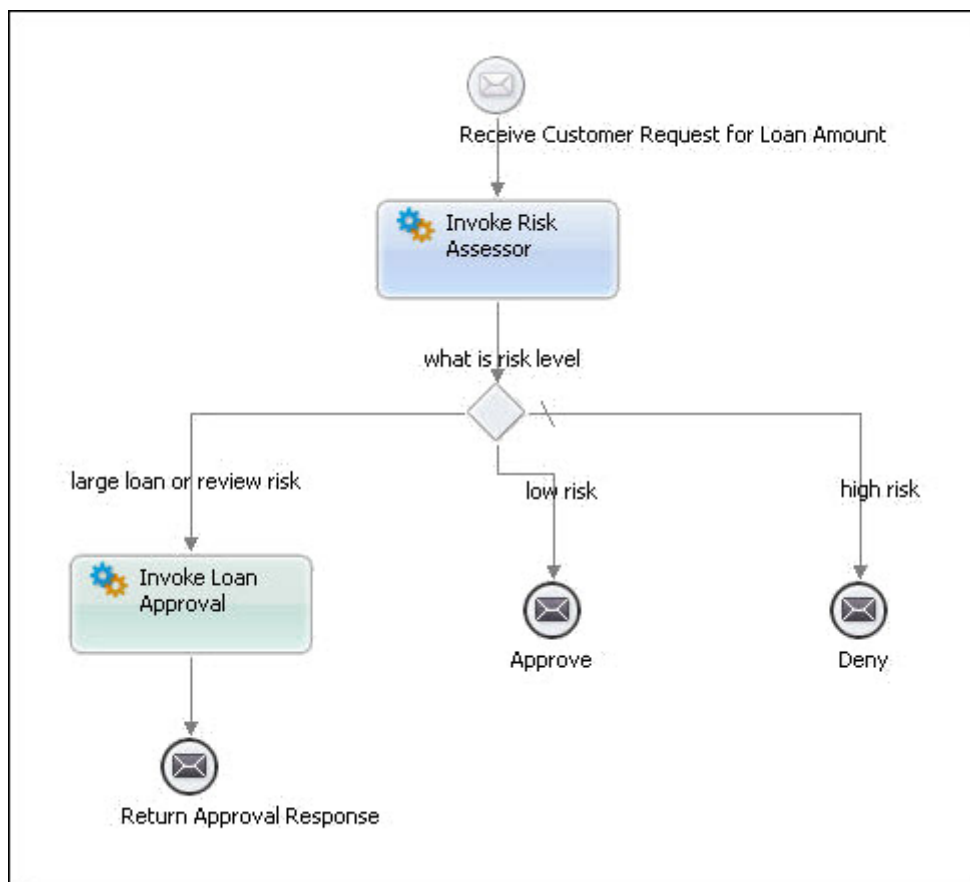 Receive Customer Request for Loan Amount
Invoke Risk
Assessor
what is risk level
large loan or review risk
low risk
high risk
Invoke Loan
Approval
Approve
Deny
Return Approval Response